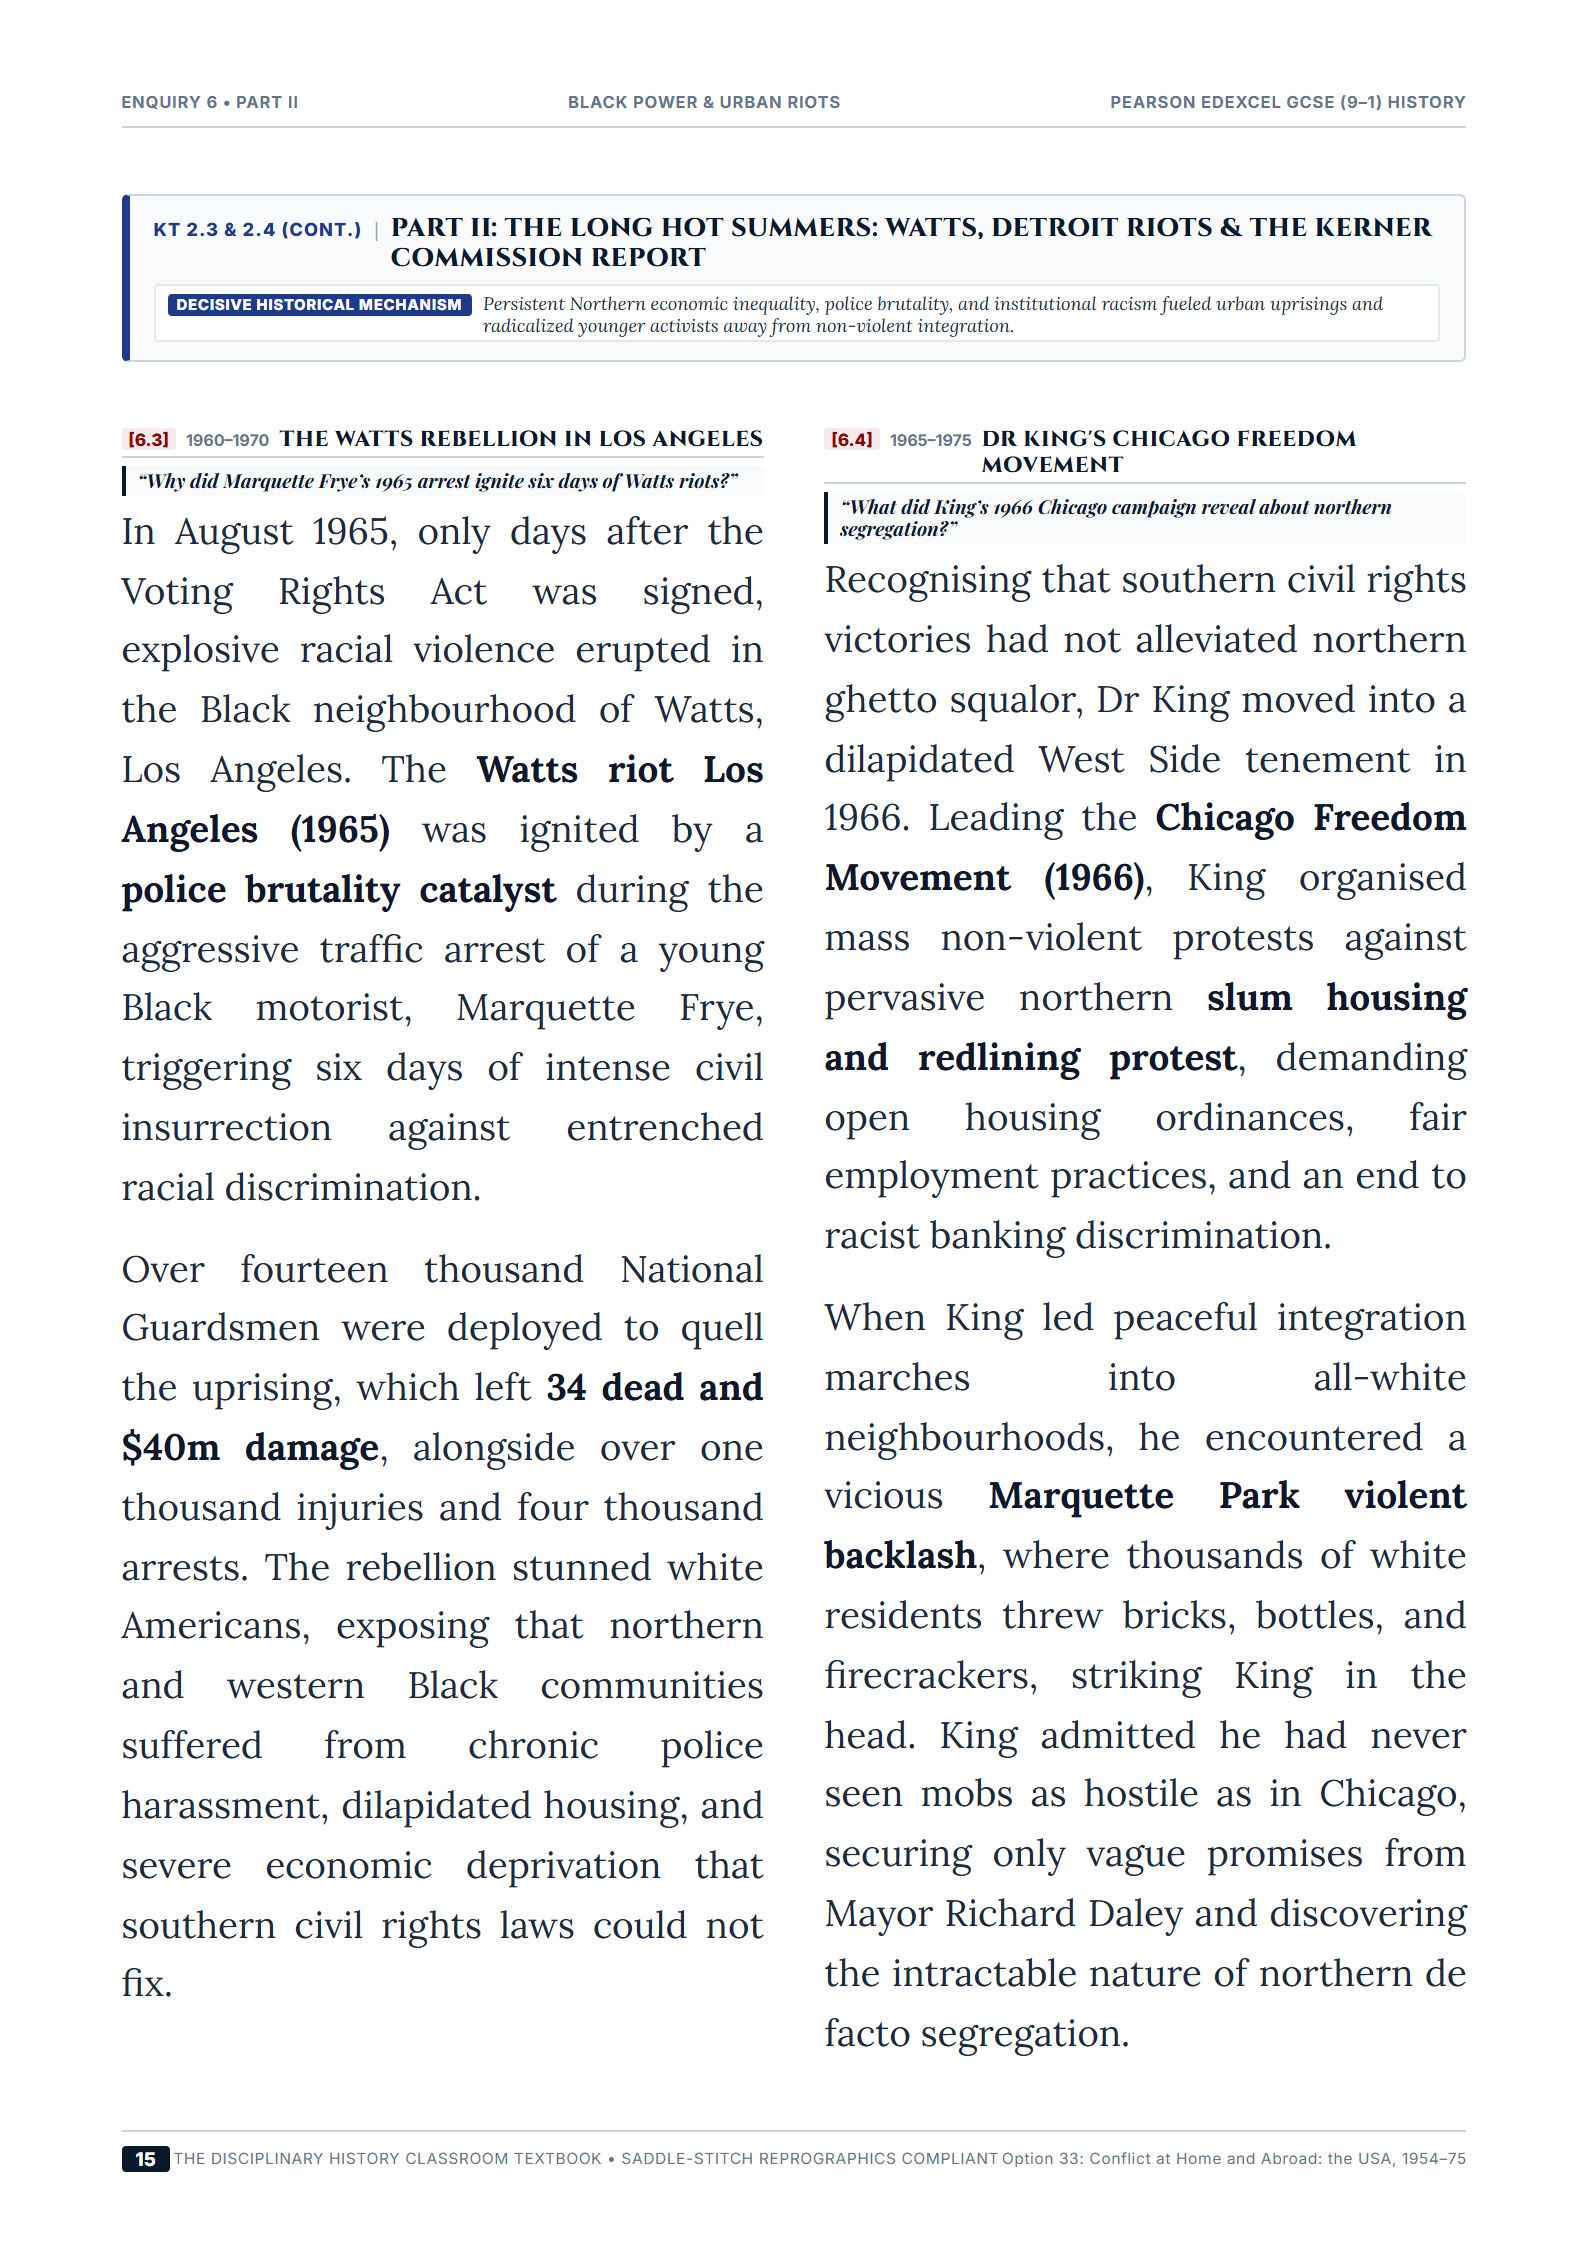 ENQUIRY 6 • PART II
BLACK POWER & URBAN RIOTS
PEARSON EDEXCEL GCSE (9–1) HISTORY
KT 2.3 & 2.4 (CONT.) | PART II: THE LONG HOT SUMMERS: WATTS, DETROIT RIOTS & THE KERNER
COMMISSION REPORT
DECISIVE HISTORICAL MECHANISM Persistent Northern economic inequality, police brutality, and institutional racism fueled urban uprisings and
radicalized younger activists away from non-violent integration.
[6.3] 1960–1970 THE WATTS REBELLION IN LOS ANGELES
“Why did Marquette Frye’s 1965 arrest ignite six days of Watts riots?”
In August 1965, only days after the
Voting Rights Act was signed,
explosive racial violence erupted in
the Black neighbourhood of Watts,
Los Angeles. The Watts riot Los
Angeles (1965) was ignited by a
police brutality catalyst during the
aggressive traffic arrest of a young
Black motorist, Marquette Frye,
triggering six days of intense civil
insurrection against entrenched
racial discrimination.
Over fourteen thousand National
Guardsmen were deployed to quell
the uprising, which left 34 dead and
$40m damage, alongside over one
thousand injuries and four thousand
arrests. The rebellion stunned white
Americans, exposing that northern
and western Black communities
suffered from chronic police
harassment, dilapidated housing, and
severe economic deprivation that
southern civil rights laws could not
fix.
[6.4] 1965–1975 DR KING'S CHICAGO FREEDOM
MOVEMENT
“What did King’s 1966 Chicago campaign reveal about northern
segregation?”
Recognising that southern civil rights
victories had not alleviated northern
ghetto squalor, Dr King moved into a
dilapidated West Side tenement in
1966. Leading the Chicago Freedom
Movement (1966), King organised
mass non-violent protests against
pervasive northern slum housing
and redlining protest, demanding
open housing ordinances, fair
employment practices, and an end to
racist banking discrimination.
When King led peaceful integration
marches into all-white
neighbourhoods, he encountered a
vicious Marquette Park violent
backlash, where thousands of white
residents threw bricks, bottles, and
firecrackers, striking King in the
head. King admitted he had never
seen mobs as hostile as in Chicago,
securing only vague promises from
Mayor Richard Daley and discovering
the intractable nature of northern de
facto segregation.
15 THE DISCIPLINARY HISTORY CLASSROOM TEXTBOOK • SADDLE-STITCH REPROGRAPHICS COMPLIANT Option 33: Conflict at Home and Abroad: the USA, 1954–75